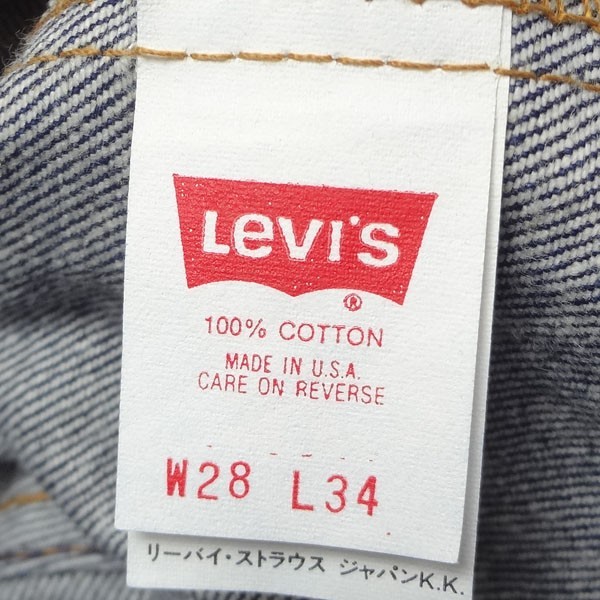 Levi's
®
100% COTTON
MADE IN U.S.A.
CARE ON REVERSE
W28 L34
リーバイ・ストラウス ジャパンK.K.